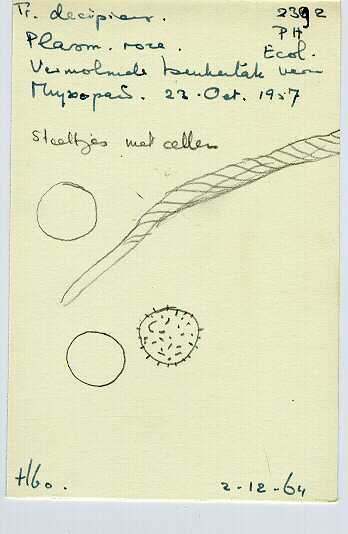 Tr. decipiens. 2392
PH
Plasm. roze. Ecol.
Vermolmde beukentak van
Myxopad. 23. Oct. 1957
Steeltjes met cellen
H60. 2-12-64